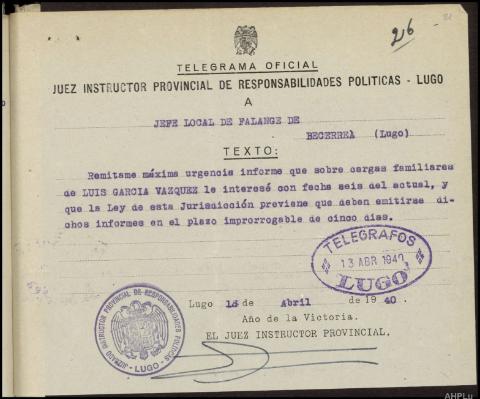 26
TELEGRAMA OFICIAL
JUEZ INSTRUCTOR PROVINCIAL DE RESPONSABILIDADES POLITICAS - LUGO
A
JEFE LOCAL DE FALANGE DE
BECERREÀ (Lugo)
TEXTO:
Remitame máxima urgencia informe que sobre cargas familiares
de LUIS GARCIA VAZQUEZ le interesé con fecha seis del actual, y
que la Ley de esta Jurisdicción previene que deben emitirse di-
chos informes en el plazo improrrogable de cinco dias.
TELEGRAFOS
13 ABR 1940
LUGO
Lugo 13 de Abril de 1940.
Año de la Victoria.
EL JUEZ INSTRUCTOR PROVINCIAL,
JUZGADO INSTRUCTOR PROVINCIAL DE RESPONSABILIDADES POLITICAS
- LUGO -
AHPLu